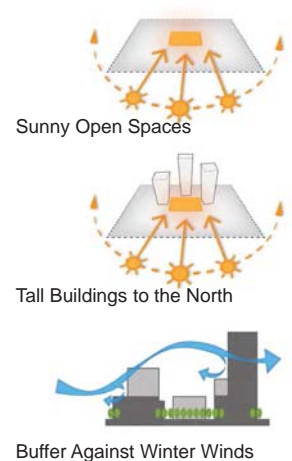 Sunny Open Spaces
Tall Buildings to the North
Buffer Against Winter Winds